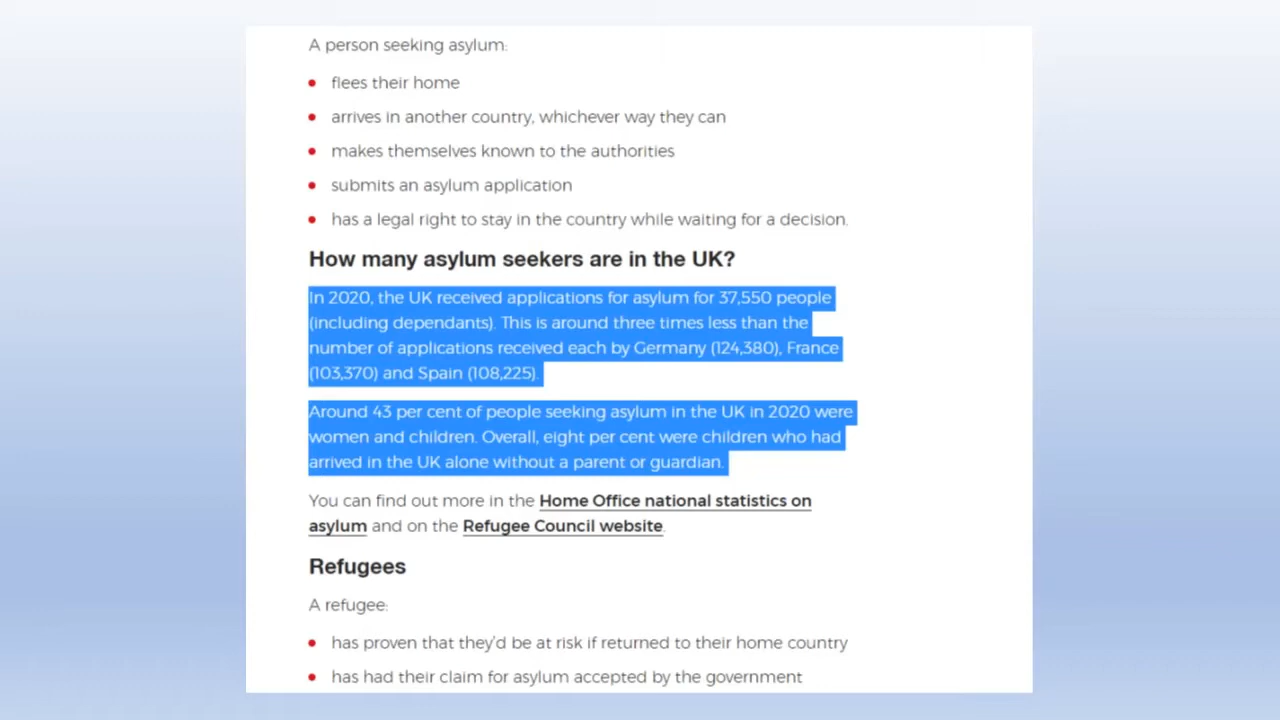 A person seeking asylum:
flees their home
arrives in another country, whichever way they can
makes themselves known to the authorities
submits an asylum application
has a legal right to stay in the country while waiting for a decision.
How many asylum seekers are in the UK?
In 2020, the UK received applications for asylum for 37,550 people
(including dependants). This is around three times less than the
number of applications received each by Germany (124,380), France
(103,370) and Spain (108,225).
Around 43 per cent of people seeking asylum in the UK in 2020 were
women and children. Overall, eight per cent were children who had
arrived in the UK alone without a parent or guardian.
You can find out more in the Home Office national statistics on
asylum and on the Refugee Council website.
Refugees
A refugee:
has proven that they'd be at risk if returned to their home country
has had their claim for asylum accepted by the government